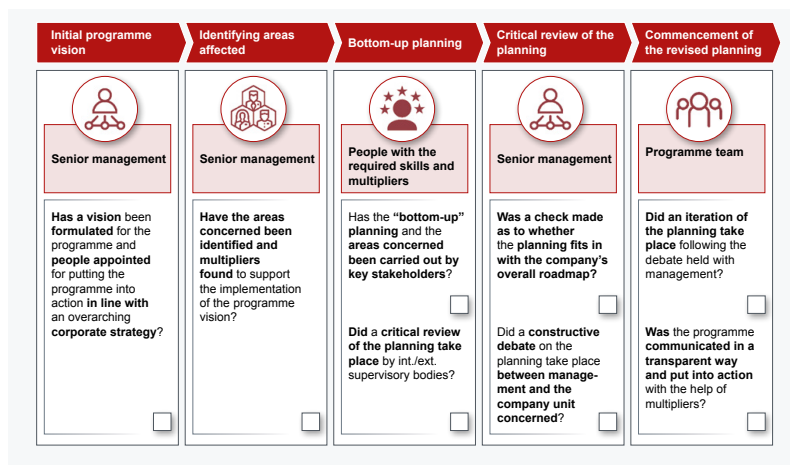 Initial programme
vision
Identifying areas
affected
Bottom-up planning
Critical review of the
planning
Commencement of
the revised planning
Senior management
Senior management
People with the
required skills and
multipliers
Senior management
Programme team
Has a vision been
formulated for the
programme and
people appointed
for putting the
programme into
action in line with
an overarching
corporate strategy?
Have the areas
concerned been
identified and
multipliers
found to support
the implementation
of the programme
vision?
Has the “bottom-up”
planning and the
areas concerned
been carried out by
key stakeholders?
Did a critical review
of the planning take
place by int./ext.
supervisory bodies?
Was a check made
as to whether
the planning fits in
with the company’s
overall roadmap?
Did a constructive
debate on the
planning take place
between manage-
ment and the
company unit
concerned?
Did an iteration of
the planning take
place following the
debate held with
management?
Was the programme
communicated in a
transparent way
and put into action
with the help of
multipliers?